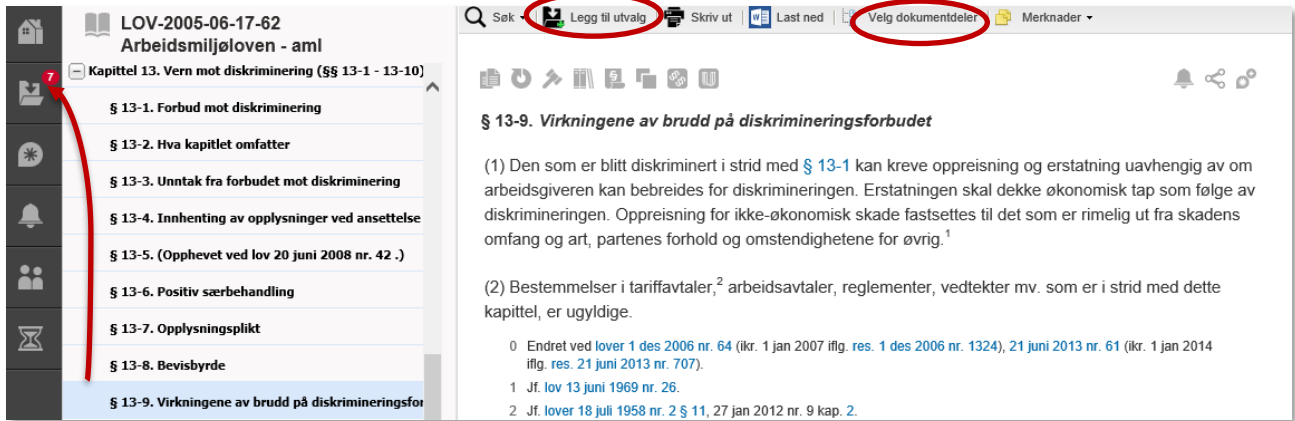 LOV-2005-06-17-62
Arbeidsmiljøloven - aml
7
Kapittel 13. Vern mot diskriminering (§§ 13-1 - 13-10)
§ 13-1. Forbud mot diskriminering
§ 13-2. Hva kapitlet omfatter
§ 13-3. Unntak fra forbudet mot diskriminering
§ 13-4. Innhenting av opplysninger ved ansettelse
§ 13-5. (Opphevet ved lov 20 juni 2008 nr. 42 .)
§ 13-6. Positiv særbehandling
§ 13-7. Opplysningsplikt
§ 13-8. Bevisbyrde
§ 13-9. Virkningene av brudd på diskrimineringsfor
Søk Legg til utvalg Skriv ut Last ned Velg dokumentdeler Merknader
§ 13-9. Virkningene av brudd på diskrimineringsforbudet
(1) Den som er blitt diskriminert i strid med § 13-1 kan kreve oppreisning og erstatning uavhengig av om
arbeidsgiveren kan bebreides for diskrimineringen. Erstatningen skal dekke økonomisk tap som følge av
diskrimineringen. Oppreisning for ikke-økonomisk skade fastsettes til det som er rimelig ut fra skadens
omfang og art, partenes forhold og omstendighetene for øvrig.1
(2) Bestemmelser i tariffavtaler,2 arbeidsavtaler, reglementer, vedtekter mv. som er i strid med dette
kapittel, er ugyldige.
0 Endret ved lover 1 des 2006 nr. 64 (ikr. 1 jan 2007 iflg. res. 1 des 2006 nr. 1324), 21 juni 2013 nr. 61 (ikr. 1 jan 2014
iflg. res. 21 juni 2013 nr. 707).
1 Jf. lov 13 juni 1969 nr. 26.
2 Jf. lover 18 juli 1958 nr. 2 § 11, 27 jan 2012 nr. 9 kap. 2.